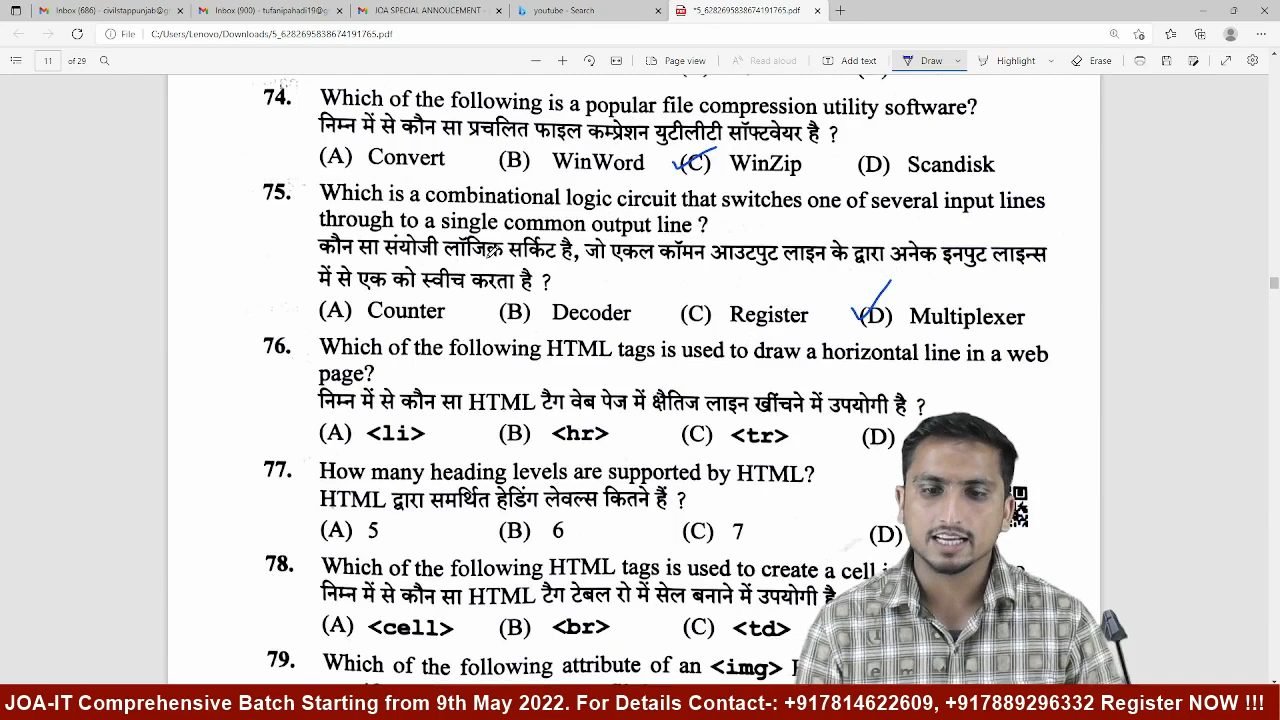 Inbox (686) - civilstappunjab@gr
Inbox (900) - tufanipahadi19@gm
JOA SPECIAL ANNOUCEMENT -
youtube - Search
*5_6282695838674191765.pdf
File C:/Users/Lenovo/Downloads/5_6282695838674191765.pdf
11 of 29 Page view Read aloud Add text Draw Highlight Erase
74. Which of the following is a popular file compression utility software?
निम्न में से कौन सा प्रचलित फाइल कम्प्रेशन युटीलीटी सॉफ्टवेयर है ?
(A) Convert (B) WinWord (C) WinZip (D) Scandisk
75. Which is a combinational logic circuit that switches one of several input lines
through to a single common output line ?
कौन सा संयोजी लॉजिक सर्किट है, जो एकल कॉमन आउटपुट लाइन के द्वारा अनेक इनपुट लाइन्स
में से एक को स्वीच करता है ?
(A) Counter (B) Decoder (C) Register (D) Multiplexer
76. Which of the following HTML tags is used to draw a horizontal line in a web
page?
निम्न में से कौन सा HTML टैग वेब पेज में क्षैतिज लाइन खींचने में उपयोगी है ?
(A) <li> (B) <hr> (C) <tr> (D)
77. How many heading levels are supported by HTML?
HTML द्वारा समर्थित हेडिंग लेवल्स कितने हैं ?
(A) 5 (B) 6 (C) 7 (D)
78. Which of the following HTML tags is used to create a cell
निम्न में से कौन सा HTML टैग टेबल रो में सेल बनाने में उपयोगी है
(A) <cell> (B) <br> (C) <td>
79. Which of the following attribute of an <img>
JOA-IT Comprehensive Batch Starting from 9th May 2022. For Details Contact-: +917814622609, +917889296332 Register NOW !!!